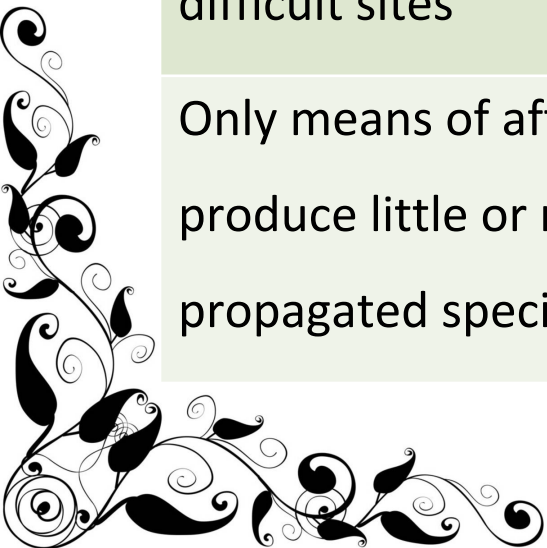 difficult sites
Only means of
produce little or
propagated